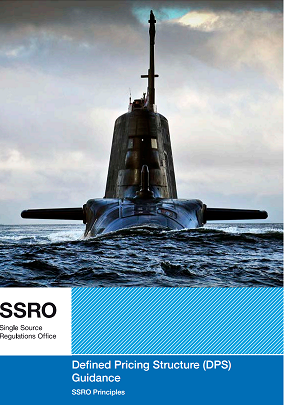 SSRO
Single Source
Regulations Office
Defined Pricing Structure (DPS)
Guidance
SSRO Principles